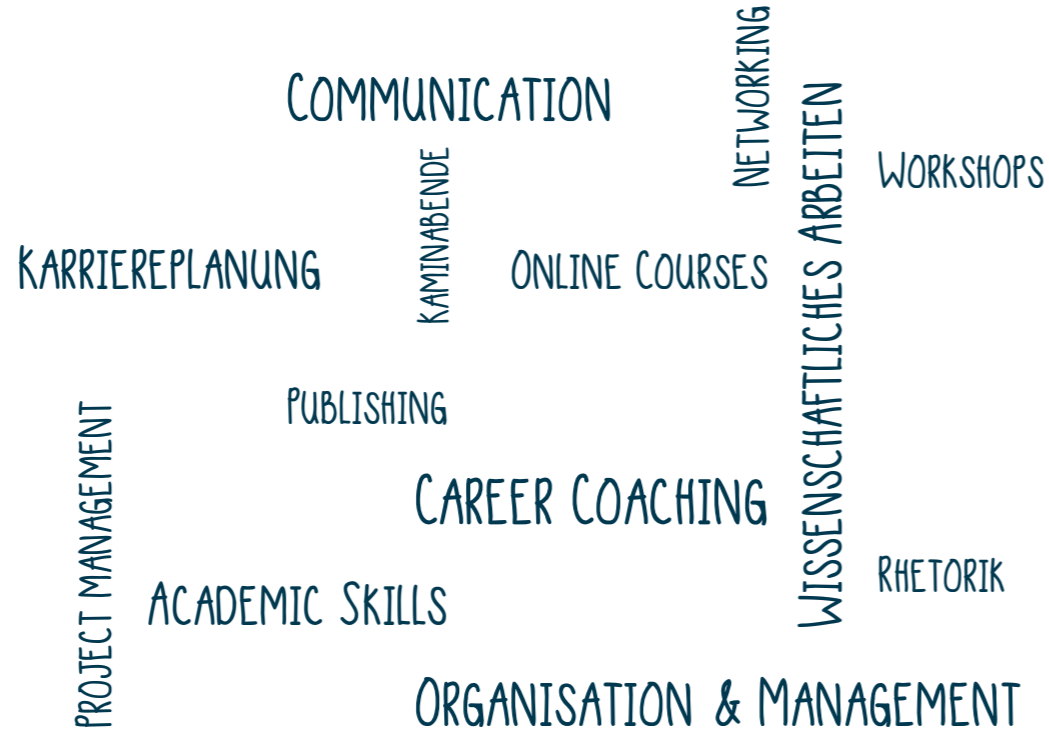 Networking
Communication
Wissenschaftliches Arbeiten
Kaminabende
Workshops
Karriereplanung
Online Courses
Publishing
Project Management
Career Coaching
Rhetorik
Academic Skills
Organisation & Management